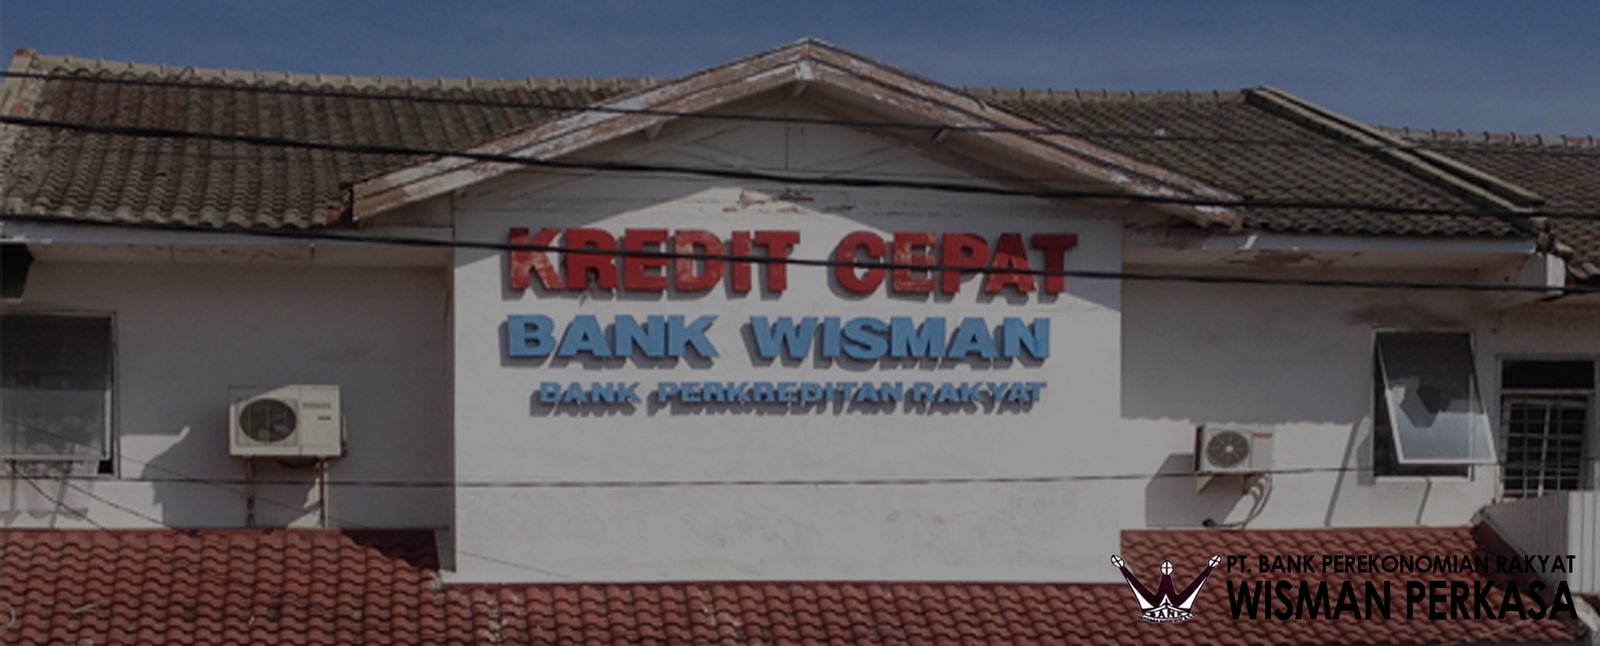 KREDIT CEPAT
BANK WISMAN
BANK PERKREDITAN RAKYAT
PT. BANK PEREKONOMIAN RAKYAT
WISMAN PERKASA